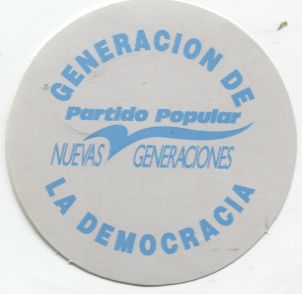 GENERACION DE
Partido Popular
NUEVAS GENERACIONES
LA DEMOCRACIA